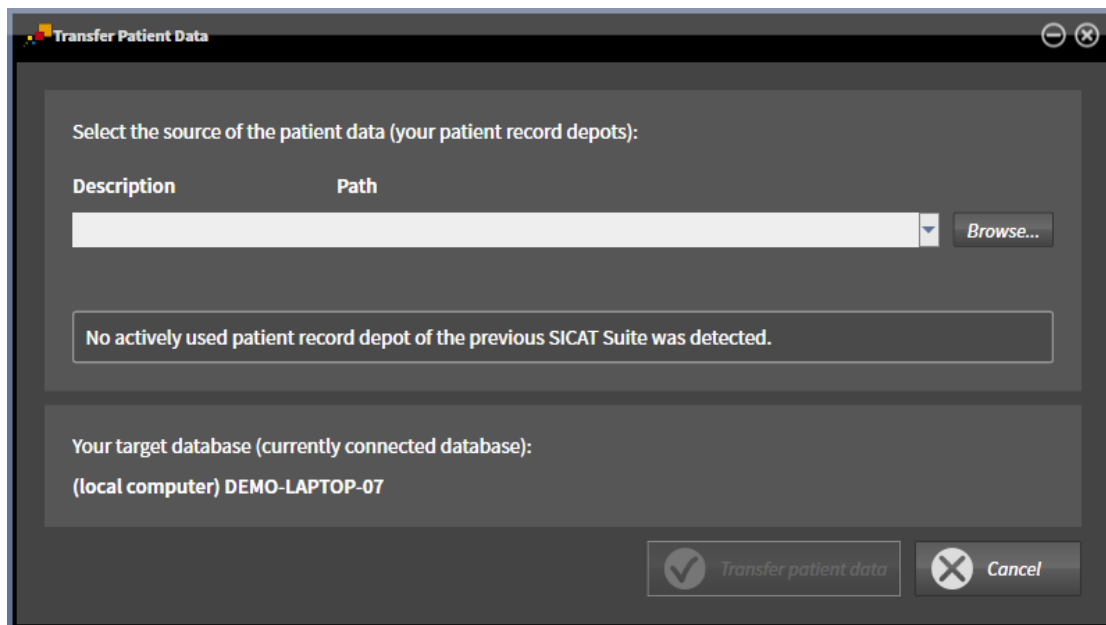 Transfer Patient Data
Select the source of the patient data (your patient record depots):
Description Path
Browse...
No actively used patient record depot of the previous SICAT Suite was detected.
Your target database (currently connected database):
(local computer) DEMO-LAPTOP-07
Transfer patient data Cancel